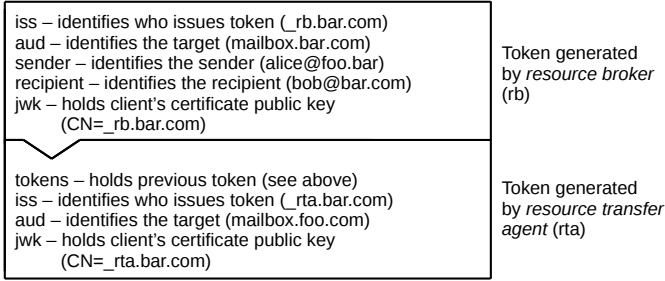 iss – identifies who issues token (_rb.bar.com)
aud – identifies the target (mailbox.bar.com)
sender – identifies the sender (alice@foo.bar)
recipient – identifies the recipient (bob@bar.com)
jwk – holds client's certificate public key
(CN=_rb.bar.com)
Token generated
by resource broker
(rb)
tokens – holds previous token (see above)
iss – identifies who issues token (_rta.bar.com)
aud – identifies the target (mailbox.foo.com)
jwk – holds client's certificate public key
(CN=_rta.bar.com)
Token generated
by resource transfer
agent (rta)